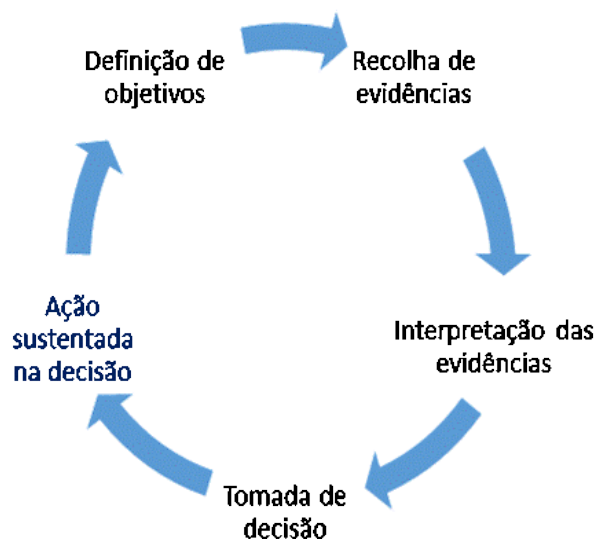 Definição de
objetivos
Recolha de
evidências
Interpretação das
evidências
Tomada de
decisão
Ação
sustentada
na decisão